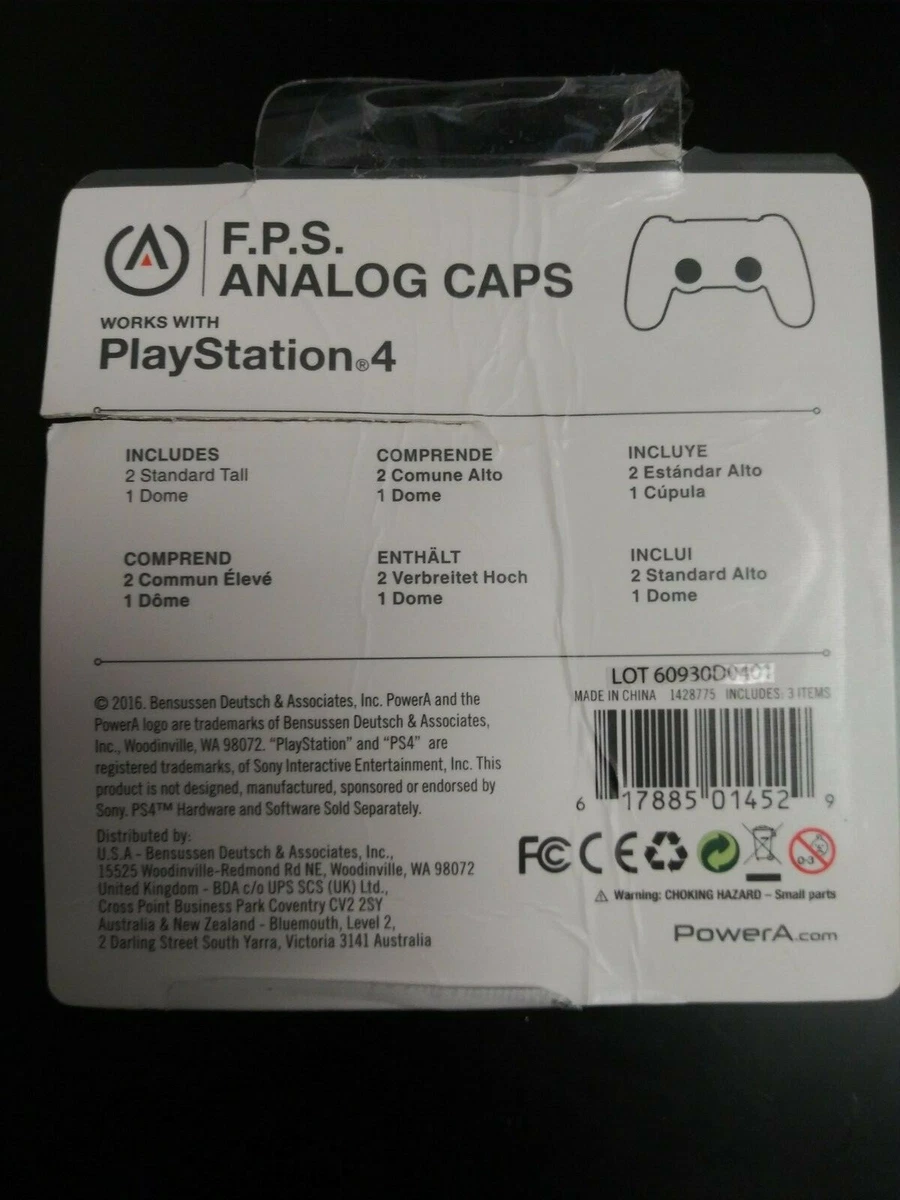 F.P.S.
ANALOG CAPS
WORKS WITH
PlayStation®4
INCLUDES
2 Standard Tall
1 Dome
COMPRENDE
2 Comune Alto
1 Dome
INCLUYE
2 Estándar Alto
1 Cúpula
COMPREND
2 Commun Élevé
1 Dôme
ENTHÄLT
2 Verbreitet Hoch
1 Dome
INCLUI
2 Standard Alto
1 Dome
© 2016. Bensussen Deutsch & Associates, Inc. PowerA and the
PowerA logo are trademarks of Bensussen Deutsch & Associates,
Inc., Woodinville, WA 98072. “PlayStation” and “PS4” are
registered trademarks, of Sony Interactive Entertainment, Inc. This
product is not designed, manufactured, sponsored or endorsed by
Sony. PS4™ Hardware and Software Sold Separately.
Distributed by:
U.S.A - Bensussen Deutsch & Associates, Inc.,
15525 Woodinville-Redmond Rd NE, Woodinville, WA 98072
United Kingdom - BDA c/o UPS SCS (UK) Ltd.,
Cross Point Business Park Coventry CV2 2SY
Australia & New Zealand - Bluemouth, Level 2,
2 Darling Street South Yarra, Victoria 3141 Australia
LOT
MADE IN CHINA 1428775 INCLUDES: 3 ITEMS
6 17885 01452 9
FC CE
0-3
⚠ Warning: CHOKING HAZARD – Small parts
PowerA.com